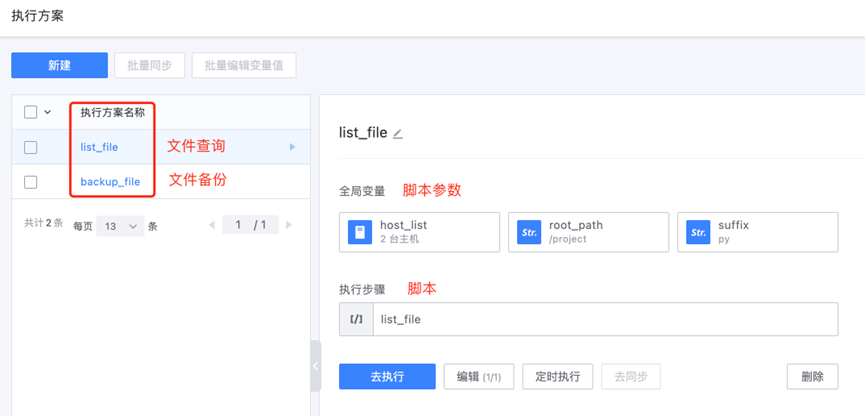 执行方案
新建 批量同步 批量编辑变量值
执行方案名称
list_file 文件查询
backup_file 文件备份
共计 2 条 每页 13 条 1 / 1
list_file
全局变量 脚本参数
host_list
2 台主机
Str. root_path
/project
Str. suffix
py
执行步骤 脚本
[/] list_file
去执行 编辑 (1/1) 定时执行 去同步 删除